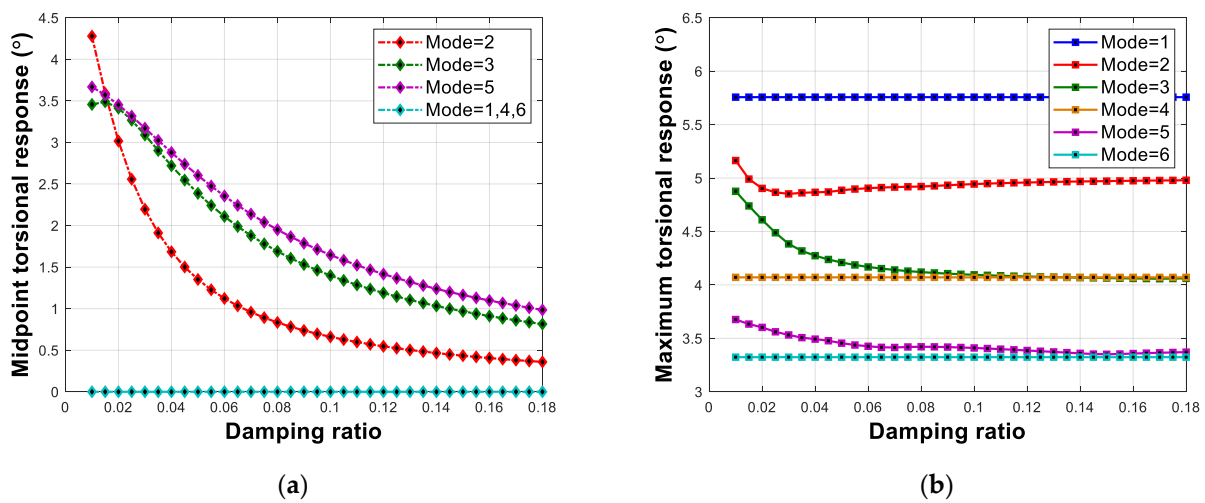 Midpoint torsional response (°)
4.5
4
3.5
3
2.5
2
1.5
1
0.5
0
0
0.02
0.04
0.06
0.08
0.1
0.12
0.14
0.16
0.18
Damping ratio
Mode=2
Mode=3
Mode=5
Mode=1,4,6
(a)
Maximum torsional response (°)
6.5
6
5.5
5
4.5
4
3.5
3
0
0.02
0.04
0.06
0.08
0.1
0.12
0.14
0.16
0.18
Damping ratio
Mode=1
Mode=2
Mode=3
Mode=4
Mode=5
Mode=6
(b)